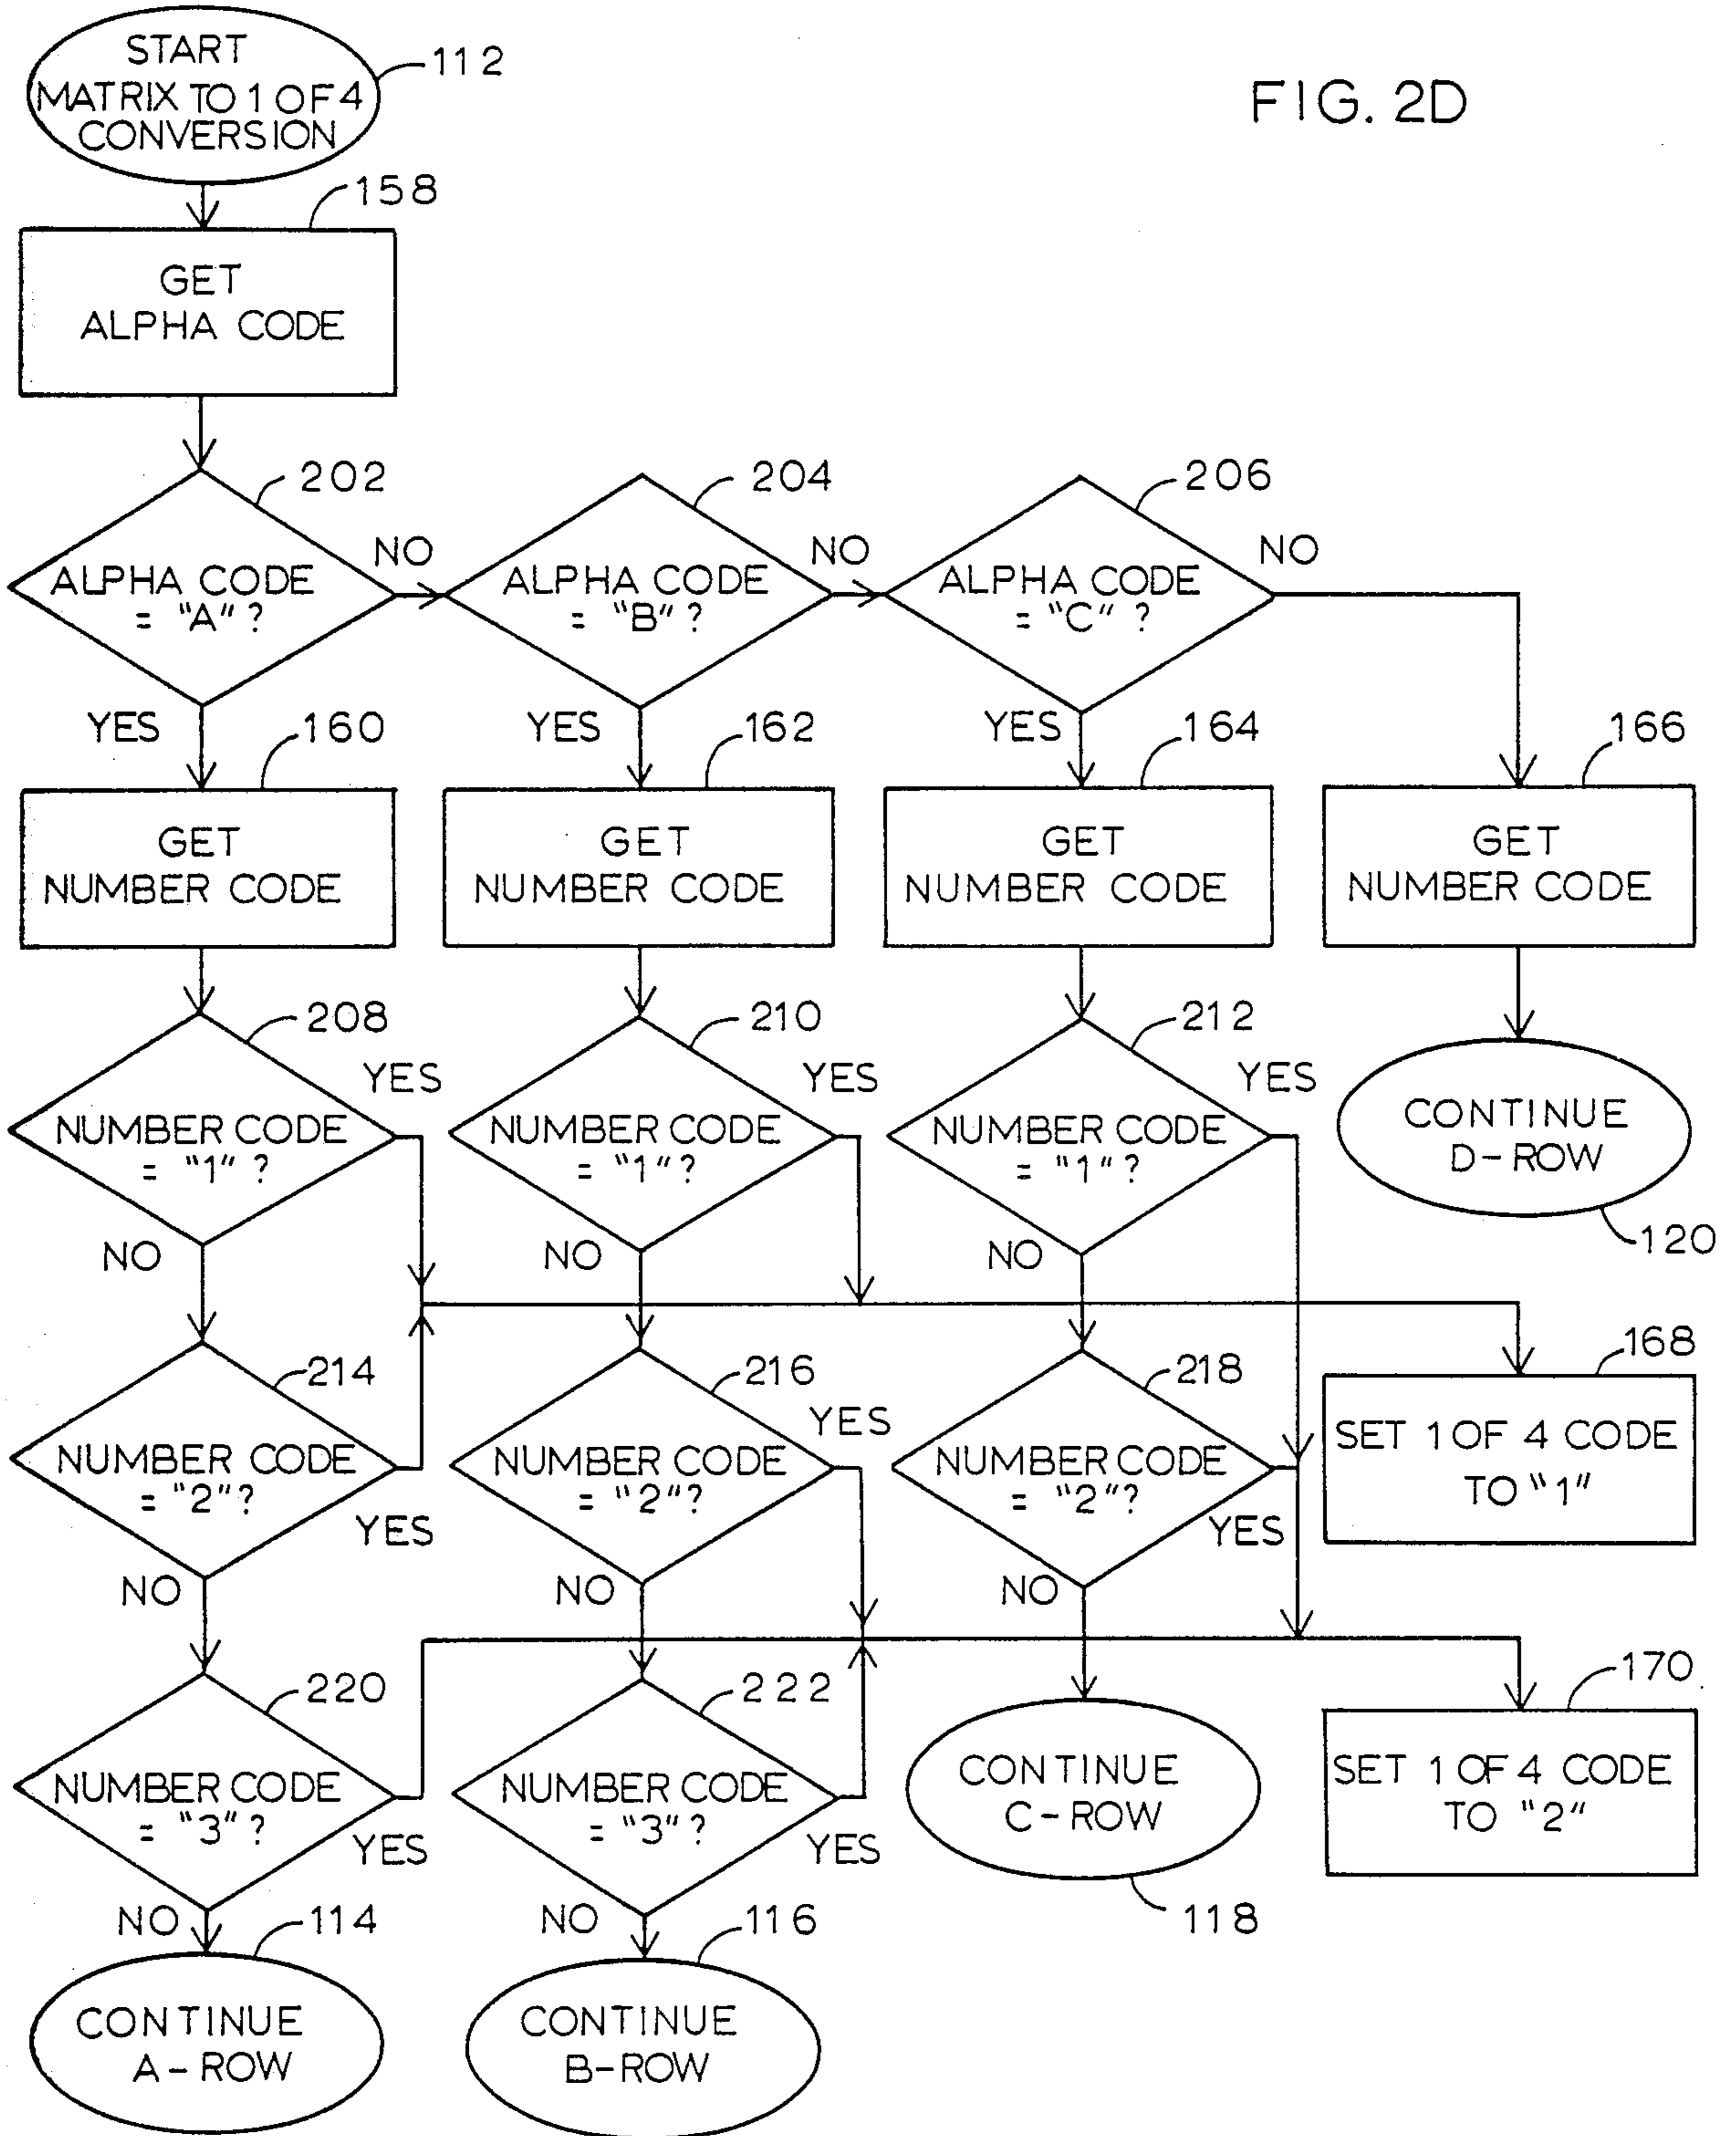 FIG. 2D
START
MATRIX TO 1 OF 4
CONVERSION
112
158
GET
ALPHA CODE
202
204
206
ALPHA CODE
= "A" ?
NO
ALPHA CODE
= "B" ?
NO
ALPHA CODE
= "C" ?
NO
YES
160
YES
162
YES
164
166
GET
NUMBER CODE
GET
NUMBER CODE
GET
NUMBER CODE
GET
NUMBER CODE
208
210
212
NUMBER CODE
= "1" ?
YES
NUMBER CODE
= "1" ?
YES
NUMBER CODE
= "1" ?
YES
CONTINUE
D-ROW
120
NO
NO
NO
214
216
218
168
NUMBER CODE
= "2" ?
YES
NUMBER CODE
= "2" ?
YES
NUMBER CODE
= "2" ?
YES
SET 1 OF 4 CODE
TO "1"
NO
NO
NO
220
222
170
NUMBER CODE
= "3" ?
YES
NUMBER CODE
= "3" ?
YES
CONTINUE
C-ROW
118
SET 1 OF 4 CODE
TO "2"
NO
114
NO
116
CONTINUE
A-ROW
CONTINUE
B-ROW